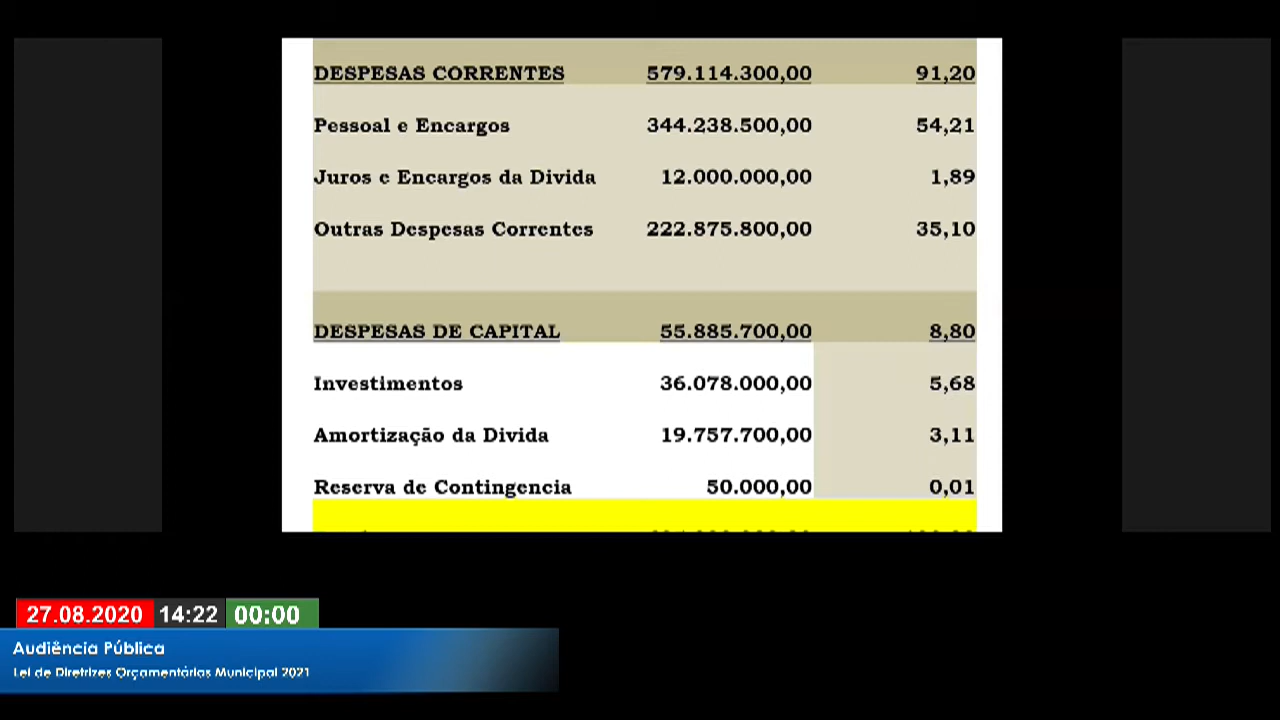 DESPESAS CORRENTES 579.114.300,00 91,20
Pessoal e Encargos 344.238.500,00 54,21
Juros e Encargos da Divida 12.000.000,00 1,89
Outras Despesas Correntes 222.875.800,00 35,10
DESPESAS DE CAPITAL 55.885.700,00 8,80
Investimentos 36.078.000,00 5,68
Amortização da Divida 19.757.700,00 3,11
Reserva de Contingencia 50.000,00 0,01
27.08.2020 14:22 00:00
Audiência Pública
Lei de Diretrizes Orçamentárias Municipal 2021